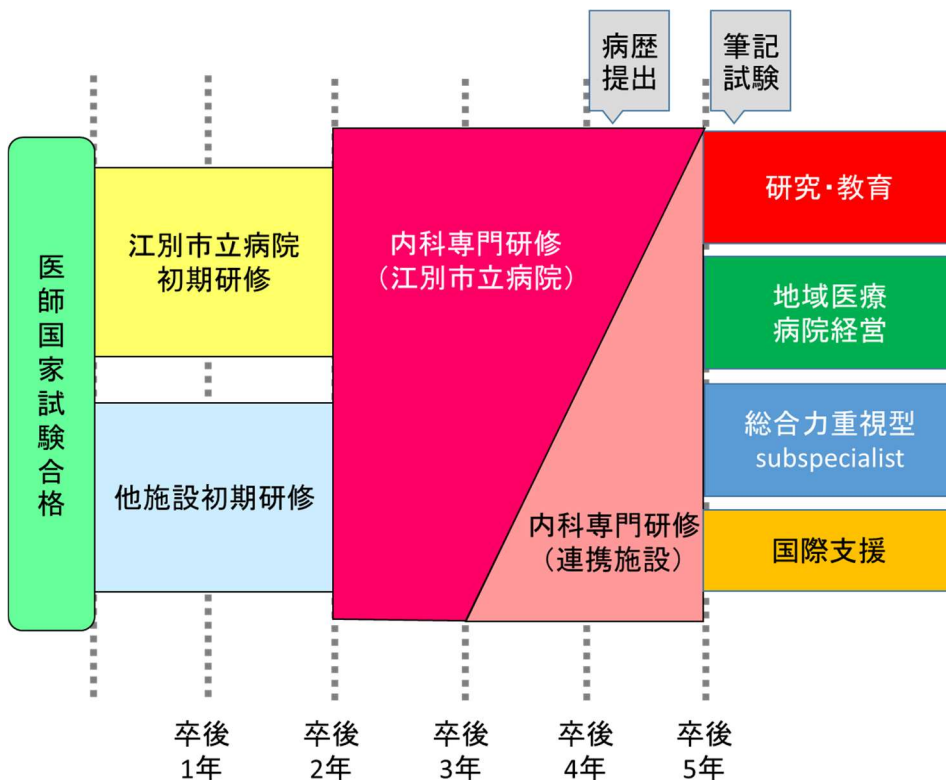 病歴
提出
筆記
試験
医師国家試験合格
江別市立病院
初期研修
他施設初期研修
内科専門研修
（江別市立病院）
内科専門研修
（連携施設）
研究・教育
地域医療
病院経営
総合力重視型
subspecialist
国際支援
卒後
1年
卒後
2年
卒後
3年
卒後
4年
卒後
5年